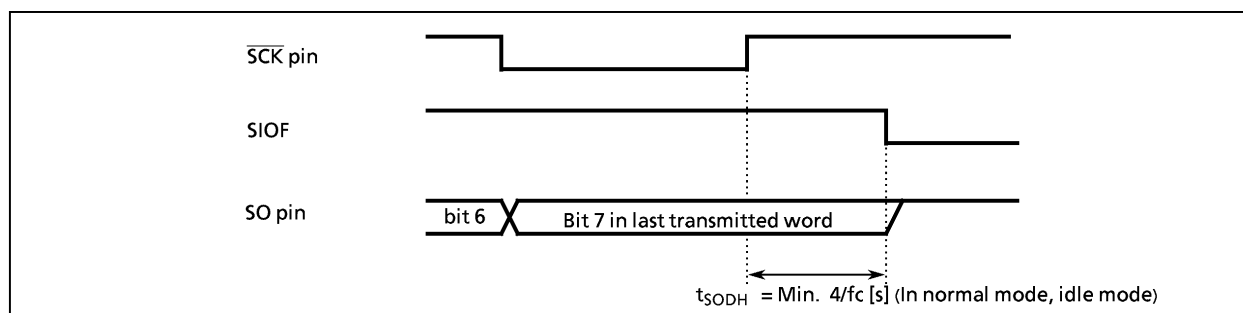 SCK pin
SIOF
SO pin
bit 6
Bit 7 in last transmitted word
tSODH = Min. 4/fc [s] (In normal mode, idle mode)